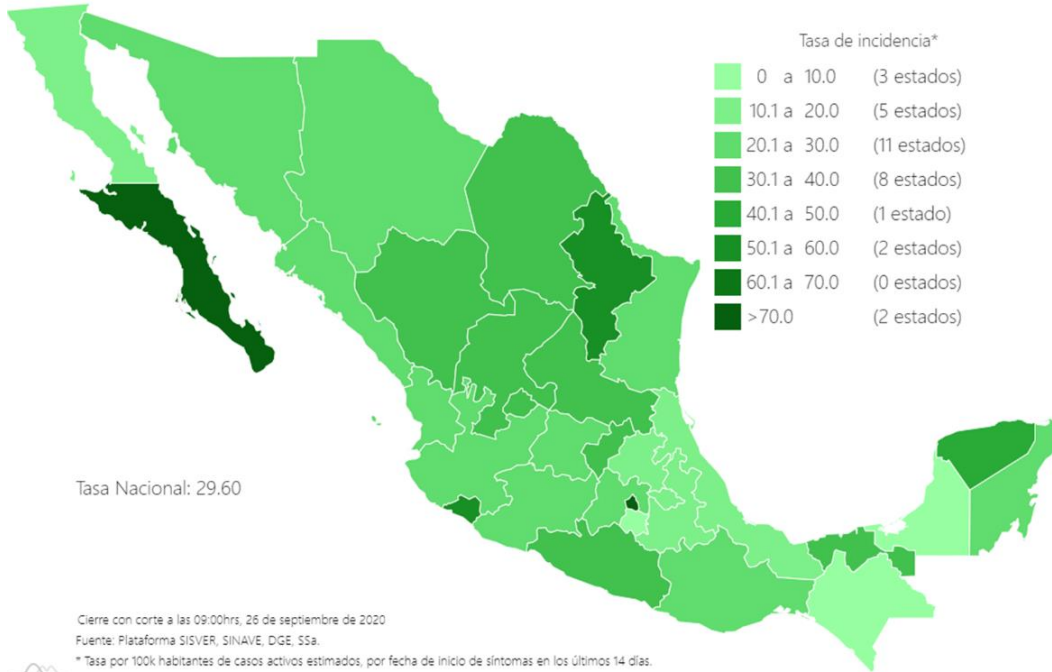 Tasa de incidencia*
0 a 10.0 (3 estados)
10.1 a 20.0 (5 estados)
20.1 a 30.0 (11 estados)
30.1 a 40.0 (8 estados)
40.1 a 50.0 (1 estado)
50.1 a 60.0 (2 estados)
60.1 a 70.0 (0 estados)
>70.0 (2 estados)
Tasa Nacional: 29.60
Cierre con corte a las 09:00hrs, 26 de septiembre de 2020
Fuente: Plataforma SISVER, SINAVE, DGE, SSa.
* Tasa por 100k habitantes de casos activos estimados, por fecha de inicio de síntomas en los últimos 14 días.